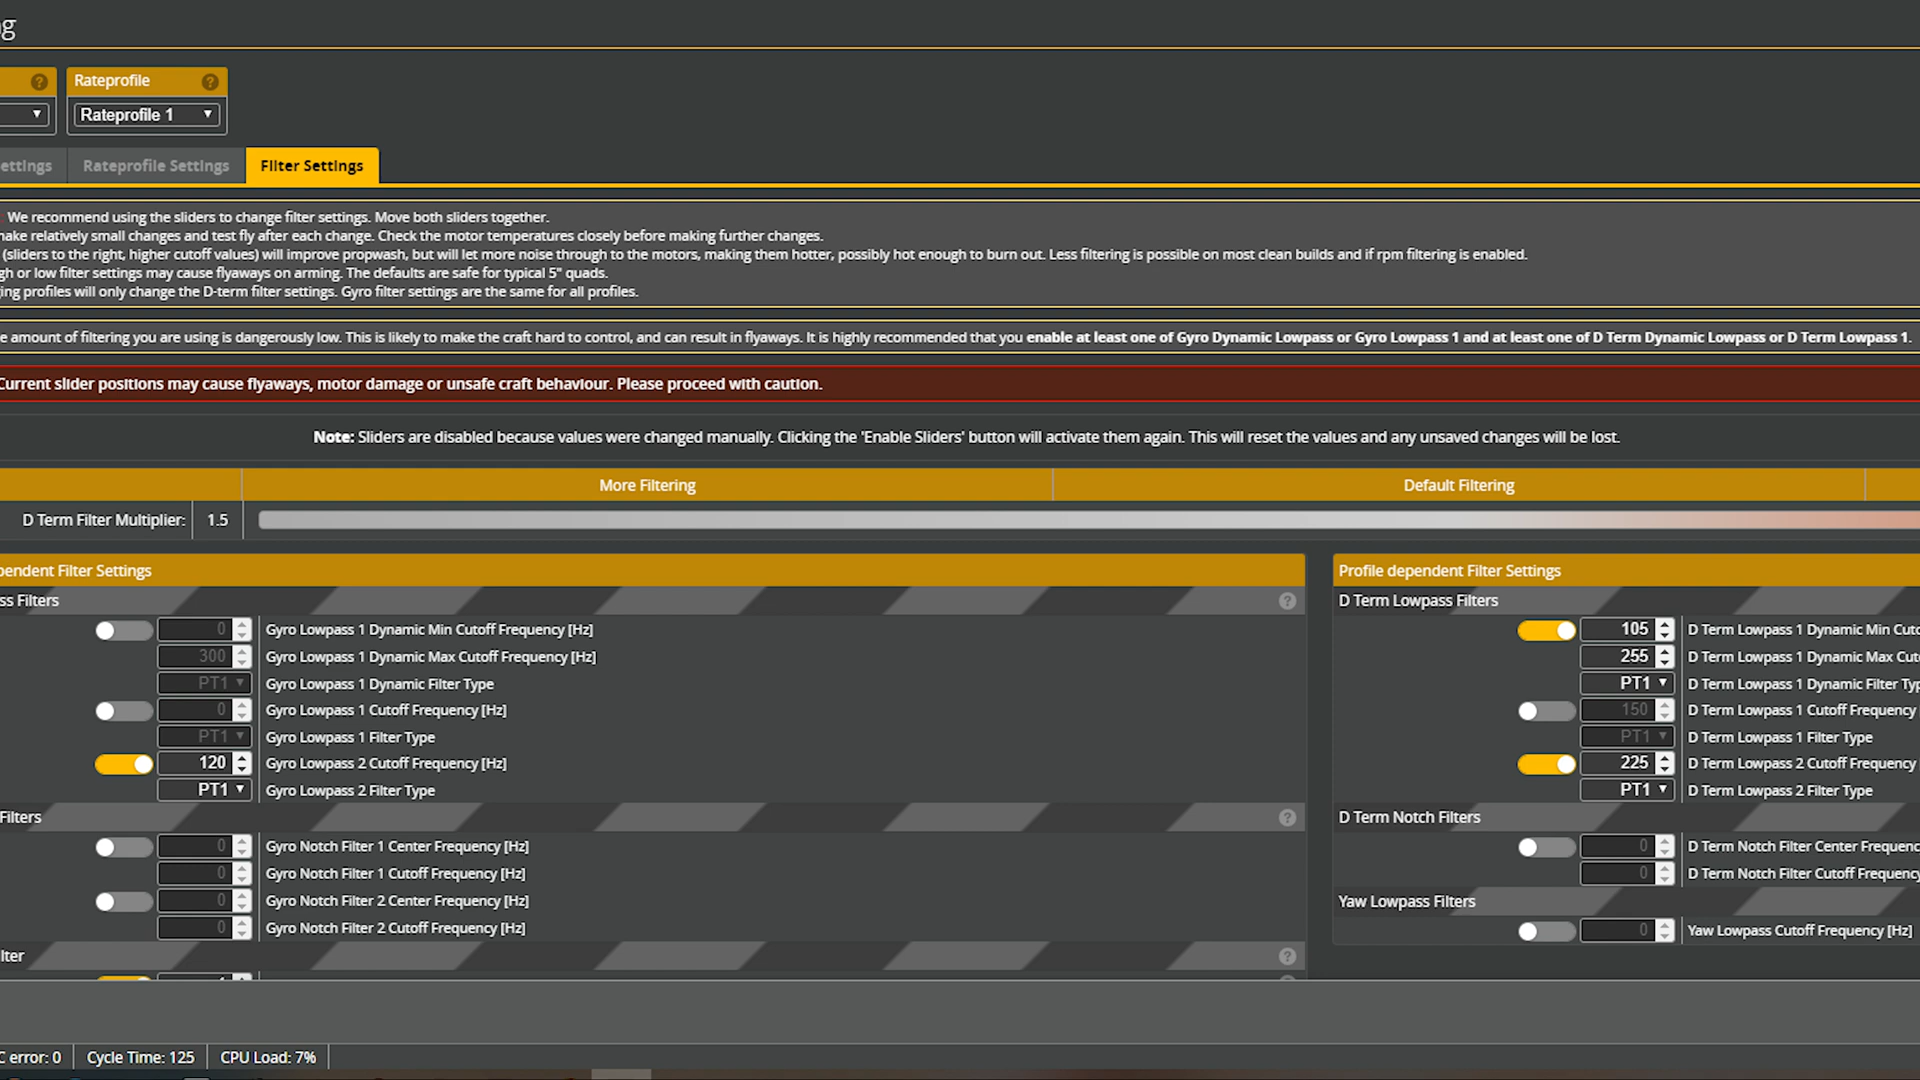 g
Rateprofile
Rateprofile 1
ettings
Rateprofile Settings
Filter Settings
We recommend using the sliders to change filter settings. Move both sliders together.
nake relatively small changes and test fly after each change. Check the motor temperatures closely before making further changes.
(sliders to the right, higher cutoff values) will improve propwash, but will let more noise through to the motors, making them hotter, possibly hot enough to burn out. Less filtering is possible on most clean builds and if rpm filtering is enabled.
gh or low filter settings may cause flyaways on arming. The defaults are safe for typical 5" quads.
ing profiles will only change the D-term filter settings. Gyro filter settings are the same for all profiles.
e amount of filtering you are using is dangerously low. This is likely to make the craft hard to control, and can result in flyaways. It is highly recommended that you enable at least one of Gyro Dynamic Lowpass or Gyro Lowpass 1 and at least one of D Term Dynamic Lowpass or D Term Lowpass 1.
Current slider positions may cause flyaways, motor damage or unsafe craft behaviour. Please proceed with caution.
Note: Sliders are disabled because values were changed manually. Clicking the 'Enable Sliders' button will activate them again. This will reset the values and any unsaved changes will be lost.
More Filtering
Default Filtering
D Term Filter Multiplier:
1.5
pendent Filter Settings
ss Filters
0 Gyro Lowpass 1 Dynamic Min Cutoff Frequency [Hz]
300 Gyro Lowpass 1 Dynamic Max Cutoff Frequency [Hz]
PT1 Gyro Lowpass 1 Dynamic Filter Type
0 Gyro Lowpass 1 Cutoff Frequency [Hz]
PT1 Gyro Lowpass 1 Filter Type
120 Gyro Lowpass 2 Cutoff Frequency [Hz]
PT1 Gyro Lowpass 2 Filter Type
Filters
0 Gyro Notch Filter 1 Center Frequency [Hz]
0 Gyro Notch Filter 1 Cutoff Frequency [Hz]
0 Gyro Notch Filter 2 Center Frequency [Hz]
0 Gyro Notch Filter 2 Cutoff Frequency [Hz]
lter
Profile dependent Filter Settings
D Term Lowpass Filters
105 D Term Lowpass 1 Dynamic Min Cuto
255 D Term Lowpass 1 Dynamic Max Cut
PT1 D Term Lowpass 1 Dynamic Filter Typ
150 D Term Lowpass 1 Cutoff Frequency
PT1 D Term Lowpass 1 Filter Type
225 D Term Lowpass 2 Cutoff Frequency
PT1 D Term Lowpass 2 Filter Type
D Term Notch Filters
0 D Term Notch Filter Center Frequenc
0 D Term Notch Filter Cutoff Frequency
Yaw Lowpass Filters
0 Yaw Lowpass Cutoff Frequency [Hz]
C error: 0
Cycle Time: 125
CPU Load: 7%